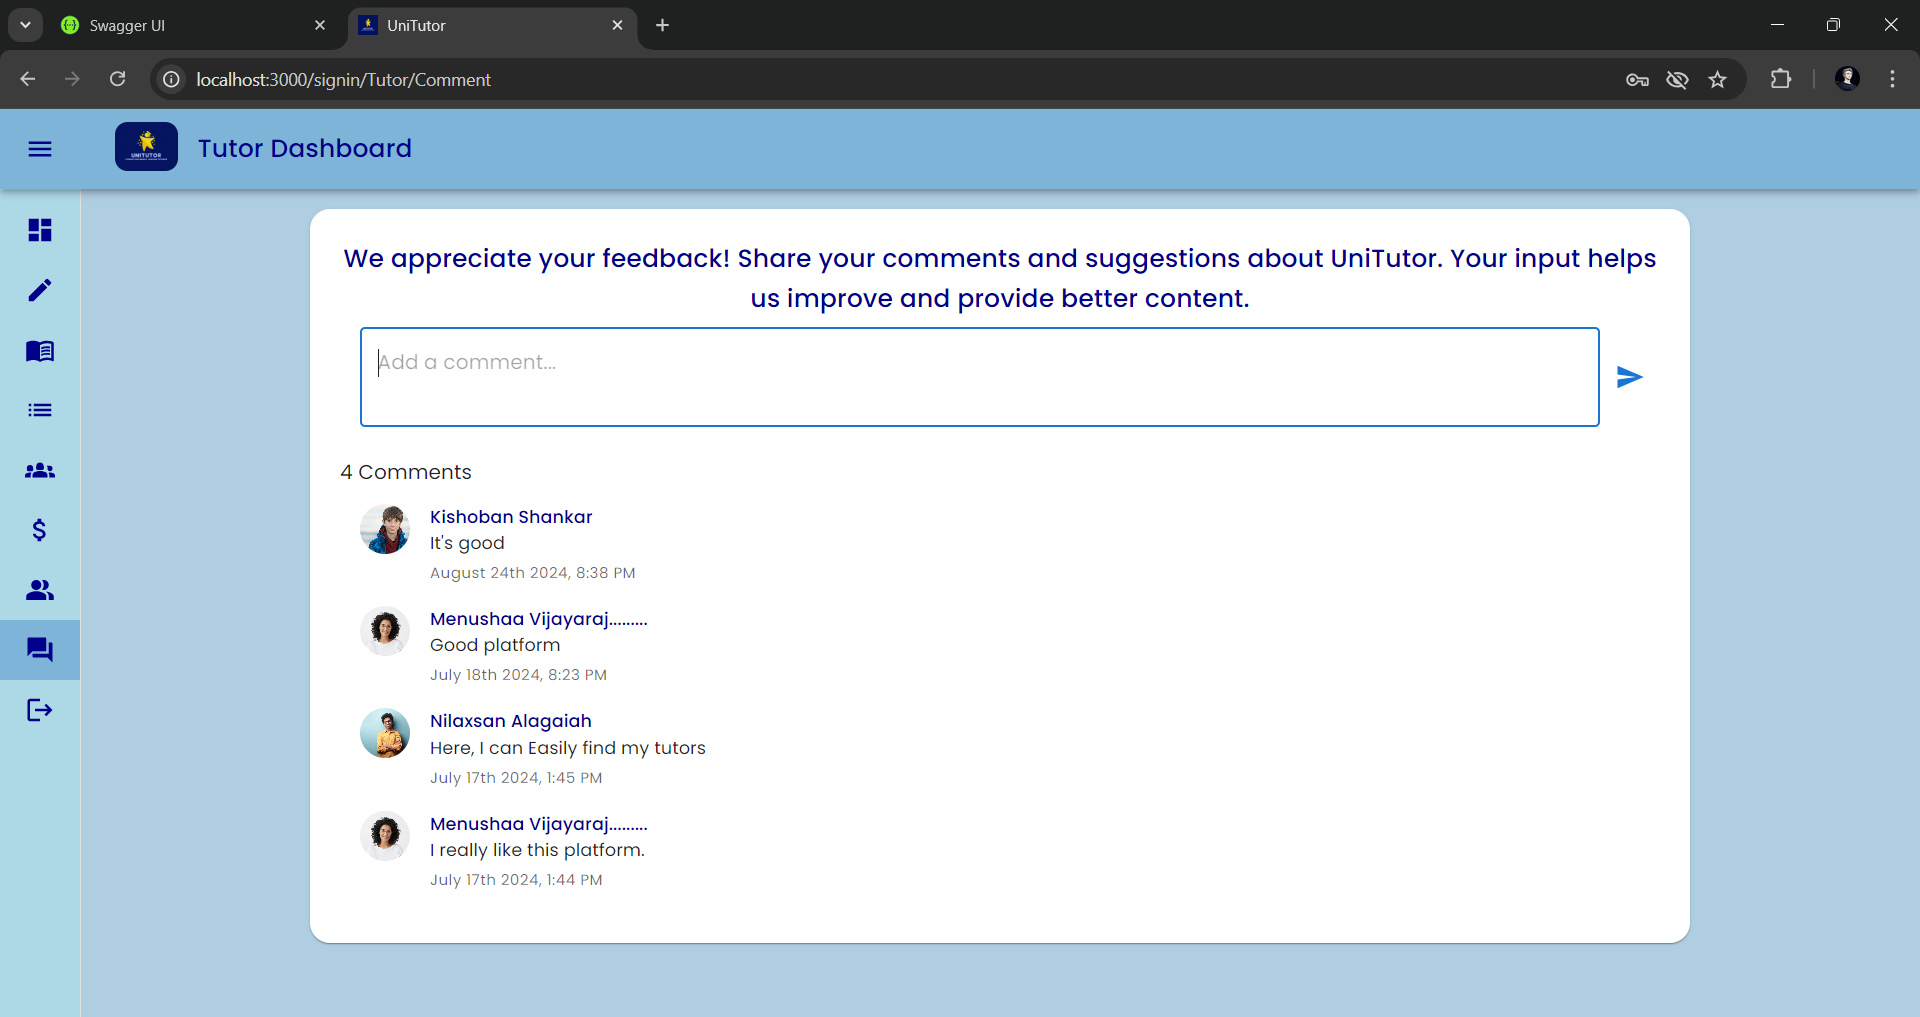 Swagger UI
UniTutor
localhost:3000/signin/Tutor/Comment
UNITUTOR
Tutor Dashboard
We appreciate your feedback! Share your comments and suggestions about UniTutor. Your input helps
us improve and provide better content.
Add a comment...
4 Comments
Kishoban Shankar
It's good
August 24th 2024, 8:38 PM
Menushaa Vijayaraj.........
Good platform
July 18th 2024, 8:23 PM
Nilaxsan Alagaiah
Here, I can Easily find my tutors
July 17th 2024, 1:45 PM
Menushaa Vijayaraj.........
I really like this platform.
July 17th 2024, 1:44 PM